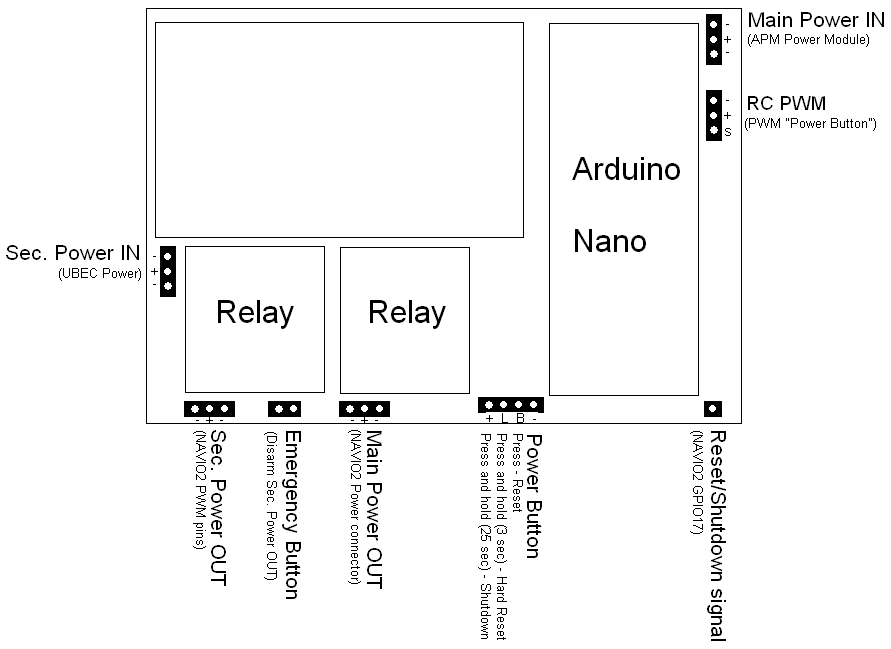 Main Power IN
(APM Power Module)
-
+
-
RC PWM
(PWM "Power Button")
-
+
s
Arduino
Nano
Sec. Power IN
(UBEC Power)
-
+
-
Relay
Relay
- + -
Sec. Power OUT
(NAVIO2 PWM pins)
Emergency Button
(Disarm Sec. Power OUT)
- + -
Main Power OUT
(NAVIO2 Power connector)
+ L B -
Power Button
Press - Reset
Press and hold (3 sec) - Hard Reset
Press and hold (25 sec) - Shutdown
Reset/Shutdown signal
(NAVIO2 GPIO17)